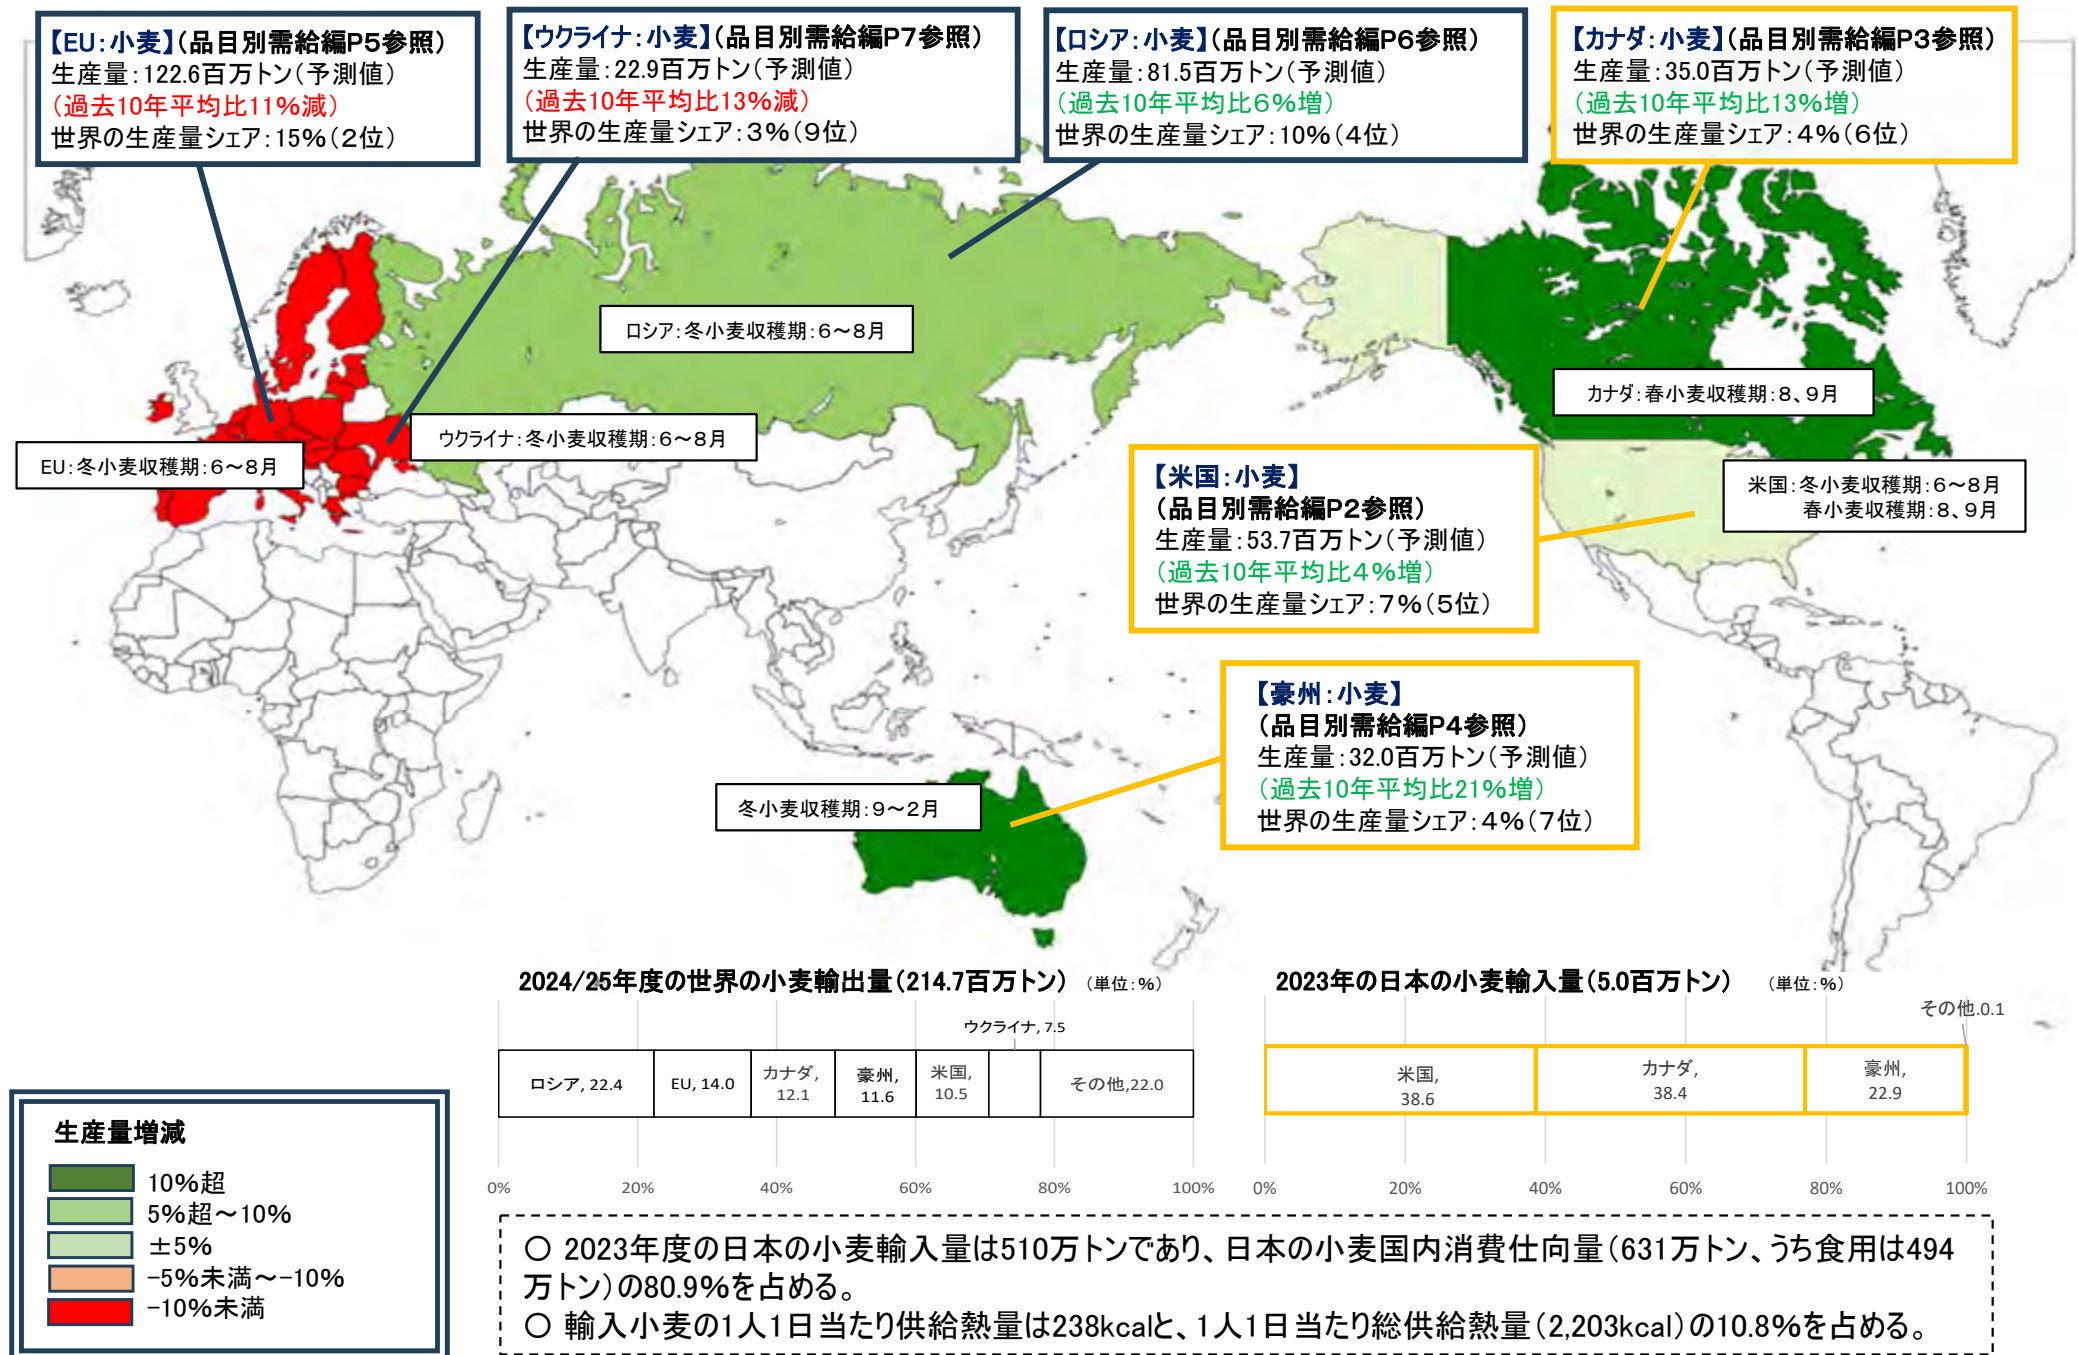 【EU：小麦】（品目別需給編P5参照）
生産量：122.6百万トン（予測値）
（過去10年平均比11％減）
世界の生産量シェア：15％（2位）
【ウクライナ：小麦】（品目別需給編P7参照）
生産量：22.9百万トン（予測値）
（過去10年平均比13％減）
世界の生産量シェア：３％（９位）
【ロシア：小麦】（品目別需給編P6参照）
生産量：81.5百万トン（予測値）
（過去10年平均比６％増）
世界の生産量シェア：10％（４位）
【カナダ：小麦】（品目別需給編P３参照）
生産量：35.0百万トン（予測値）
（過去10年平均比13％増）
世界の生産量シェア：４％（６位）
ロシア：冬小麦収穫期：６～８月
カナダ：春小麦収穫期：８、９月
ウクライナ：冬小麦収穫期：６～８月
EU：冬小麦収穫期：６～８月
【米国：小麦】
（品目別需給編P２参照）
生産量：53.7百万トン（予測値）
（過去10年平均比４％増）
世界の生産量シェア：７％（５位）
米国：冬小麦収穫期：６～８月
春小麦収穫期：８、９月
【豪州：小麦】
（品目別需給編P４参照）
生産量：32.0百万トン（予測値）
（過去10年平均比21％増）
世界の生産量シェア：４％（７位）
冬小麦収穫期：９～２月
2024/25年度の世界の小麦輸出量（214.7百万トン）（単位：％）
ウクライナ, 7.5
ロシア, 22.4
EU, 14.0
カナダ,
12.1
豪州,
11.6
米国,
10.5
その他,22.0
0%
20%
40%
60%
80%
100%
2023年の日本の小麦輸入量（5.0百万トン）（単位：％）
その他.0.1
米国,
38.6
カナダ,
38.4
豪州,
22.9
0%
20%
40%
60%
80%
100%
生産量増減
10％超
５％超～10％
±５％
-５％未満～-10％
-10％未満
○ 2023年度の日本の小麦輸入量は510万トンであり、日本の小麦国内消費仕向量（631万トン、うち食用は494
万トン）の80.9％を占める。
○ 輸入小麦の1人1日当たり供給熱量は238kcalと、１人１日当たり総供給熱量（2,203kcal）の10.8％を占める。